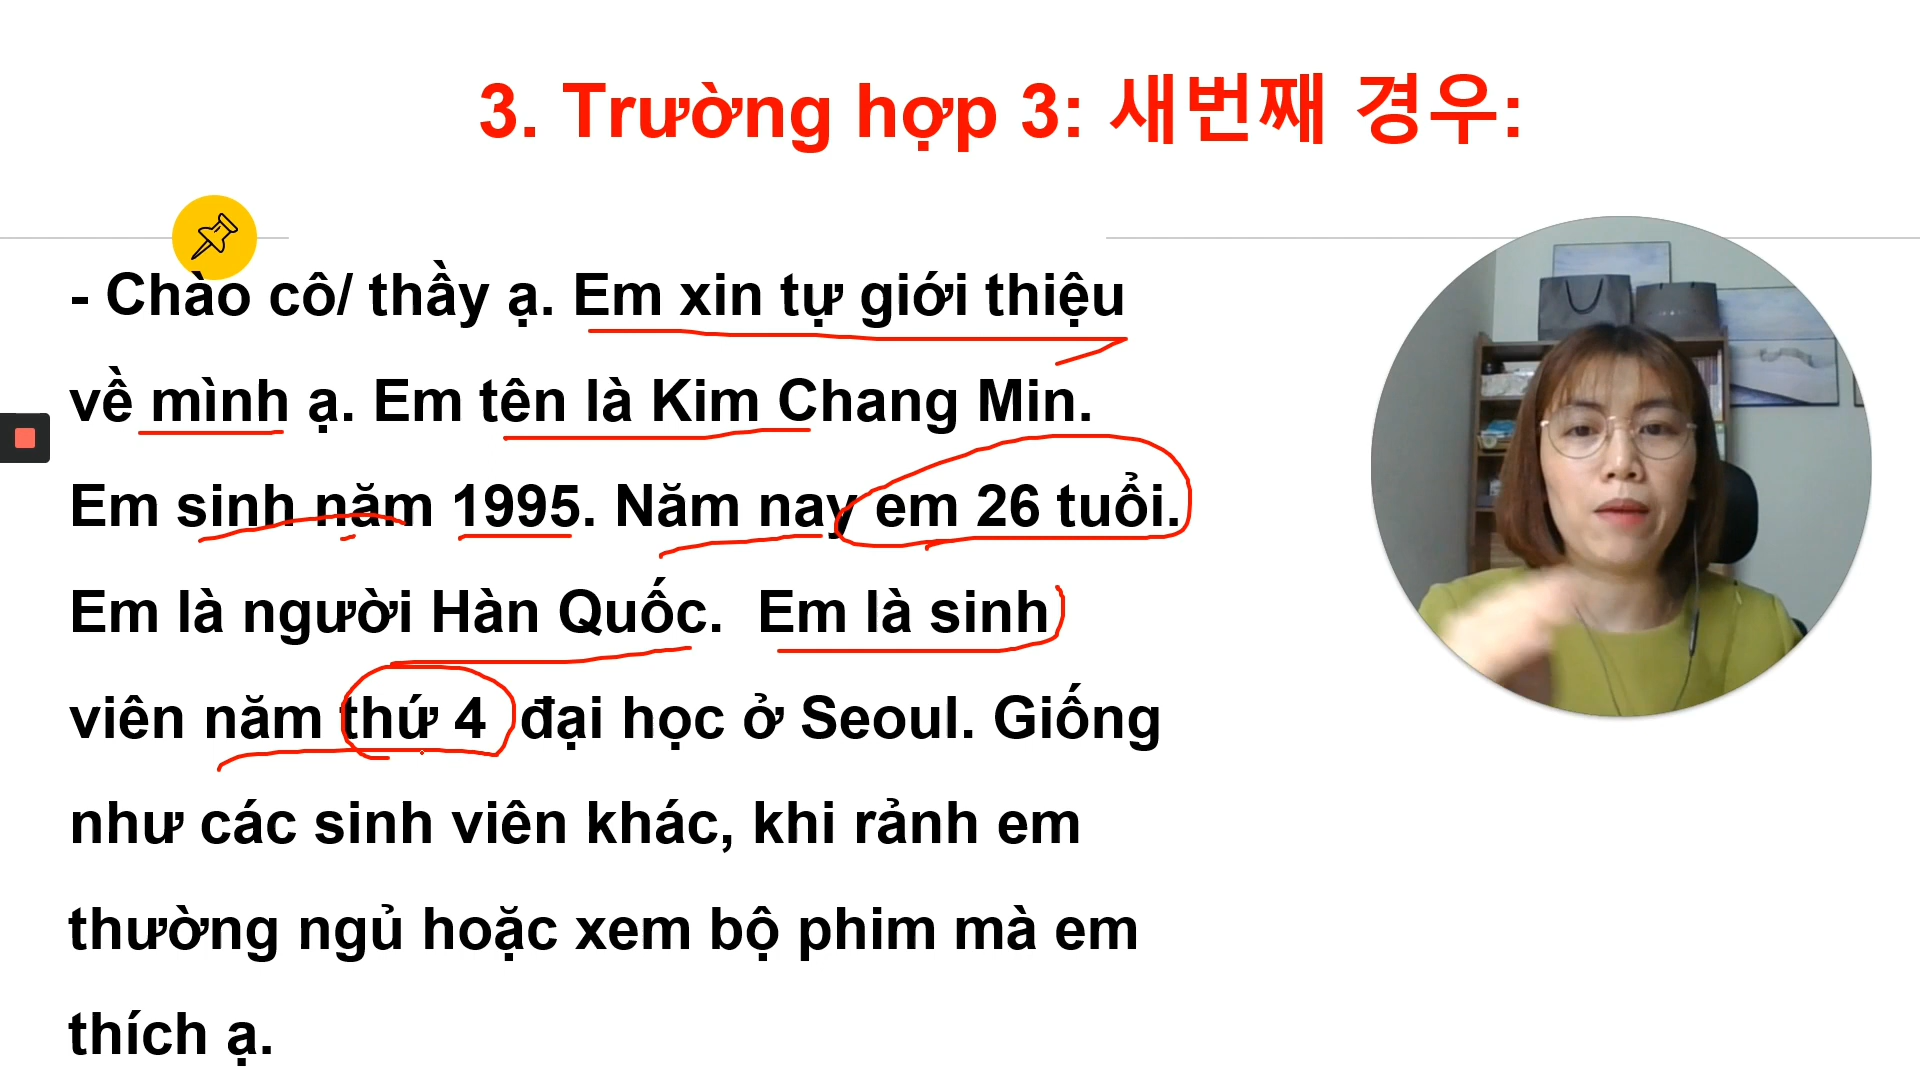 3. Trường hợp 3: 새번째 경우:
- Chào cô/ thầy ạ. Em xin tự giới thiệu
về mình ạ. Em tên là Kim Chang Min.
Em sinh năm 1995. Năm nay em 26 tuổi.
Em là người Hàn Quốc. Em là sinh
viên năm thứ 4 đại học ở Seoul. Giống
như các sinh viên khác, khi rảnh em
thường ngủ hoặc xem bộ phim mà em
thích ạ.